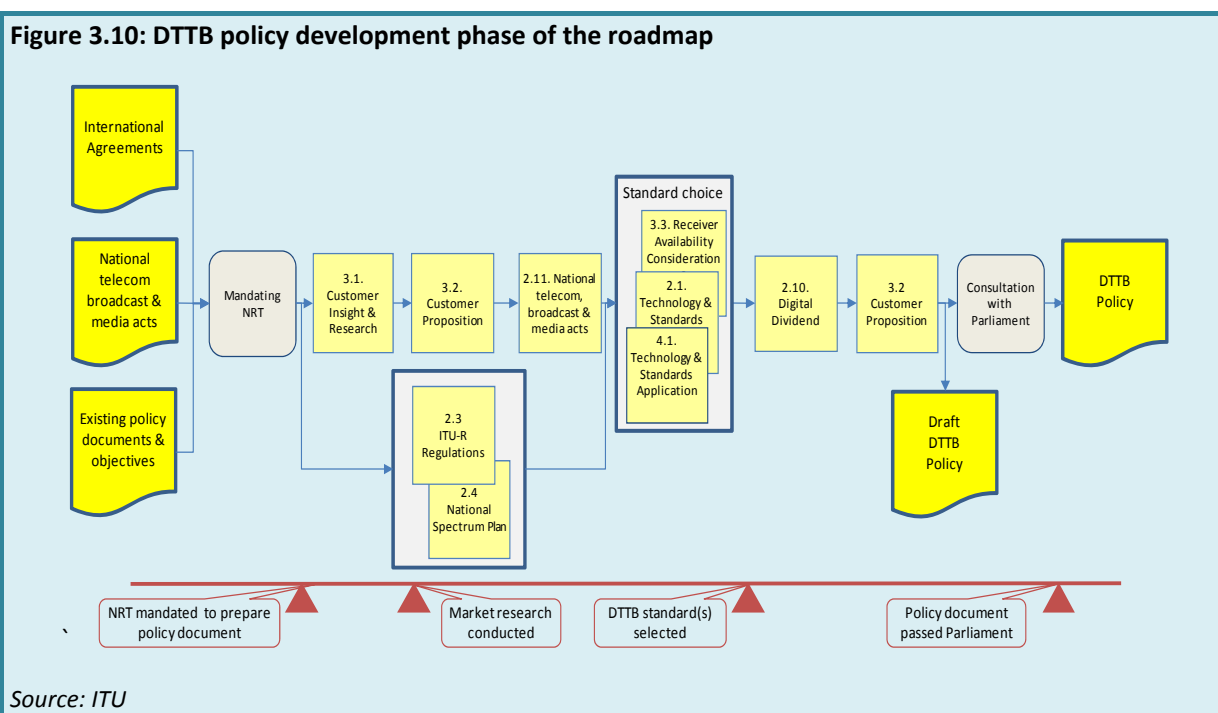 Figure 3.10: DTTB policy development phase of the roadmap
International
Agreements
National
telecom
broadcast &
media acts
Existing policy
documents &
objectives
Mandating
NRT
3.1.
Customer
Insight &
Research
3.2.
Customer
Proposition
2.11. National
telecom,
broadcast &
media acts
2.3
ITU-R
Regulations
2.4
National
Spectrum Plan
Standard choice
3.3. Receiver
Availability
Consideration
2.1.
Technology &
Standards
4.1.
Technology &
Standards
Application
2.10.
Digital
Dividend
3.2
Customer
Proposition
Consultation
with
Parliament
DTTB
Policy
Draft
DTTB
Policy
NRT mandated to prepare
policy document
Market research
conducted
DTTB standard(s)
selected
Policy document
passed Parliament
`
Source: ITU